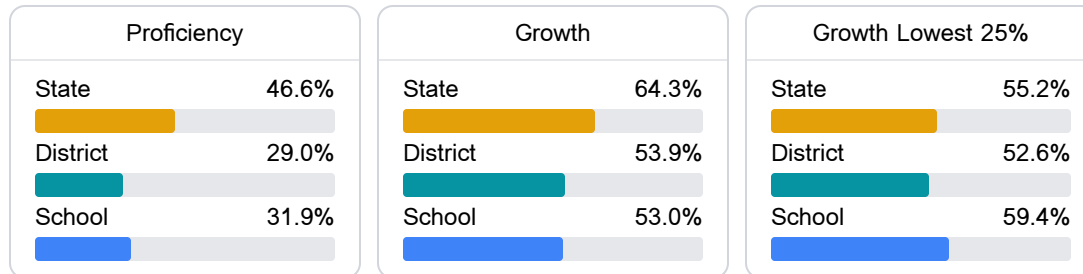 Proficiency
State 46.6%
District 29.0%
School 31.9%
Growth
State 64.3%
District 53.9%
School 53.0%
Growth Lowest 25%
State 55.2%
District 52.6%
School 59.4%